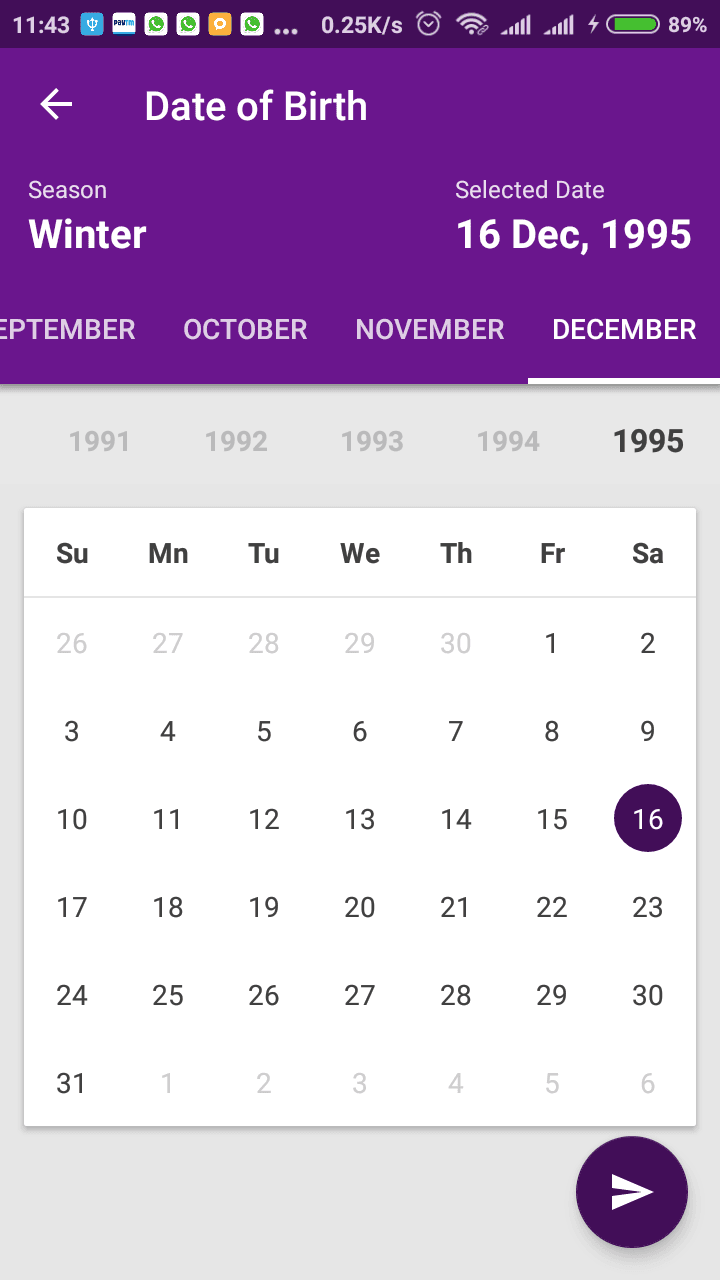 11:43 paytm 0.25K/s 89%
Date of Birth
Season Selected Date
Winter 16 Dec, 1995
EPTEMBER OCTOBER NOVEMBER DECEMBER
1991 1992 1993 1994 1995
Su Mn Tu We Th Fr Sa
26 27 28 29 30 1 2
3 4 5 6 7 8 9
10 11 12 13 14 15 16
17 18 19 20 21 22 23
24 25 26 27 28 29 30
31 1 2 3 4 5 6